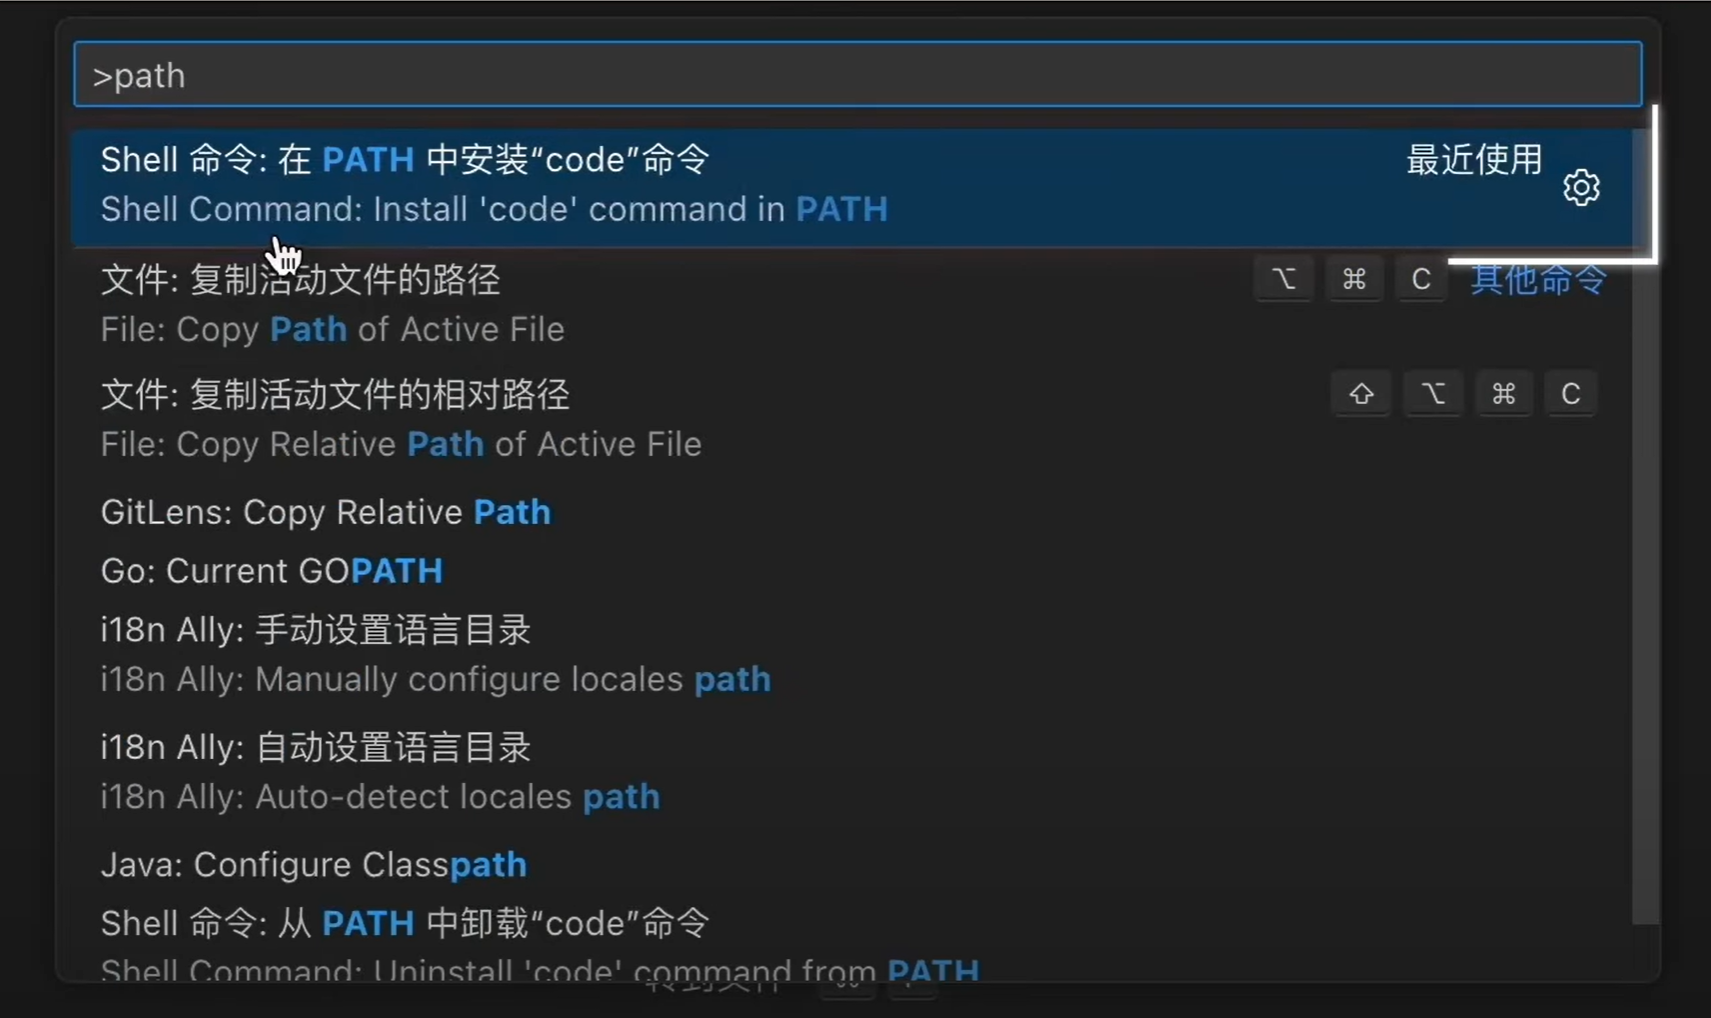 >path
Shell 命令: 在 PATH 中安装“code”命令 最近使用
Shell Command: Install 'code' command in PATH
文件: 复制活动文件的路径 ⌥ ⌘ C 其他命令
File: Copy Path of Active File
文件: 复制活动文件的相对路径 ⇧ ⌥ ⌘ C
File: Copy Relative Path of Active File
GitLens: Copy Relative Path
Go: Current GOPATH
i18n Ally: 手动设置语言目录
i18n Ally: Manually configure locales path
i18n Ally: 自动设置语言目录
i18n Ally: Auto-detect locales path
Java: Configure Classpath
Shell 命令: 从 PATH 中卸载“code”命令
Shell Command: Uninstall 'code' command from PATH
转到文件 ⌘